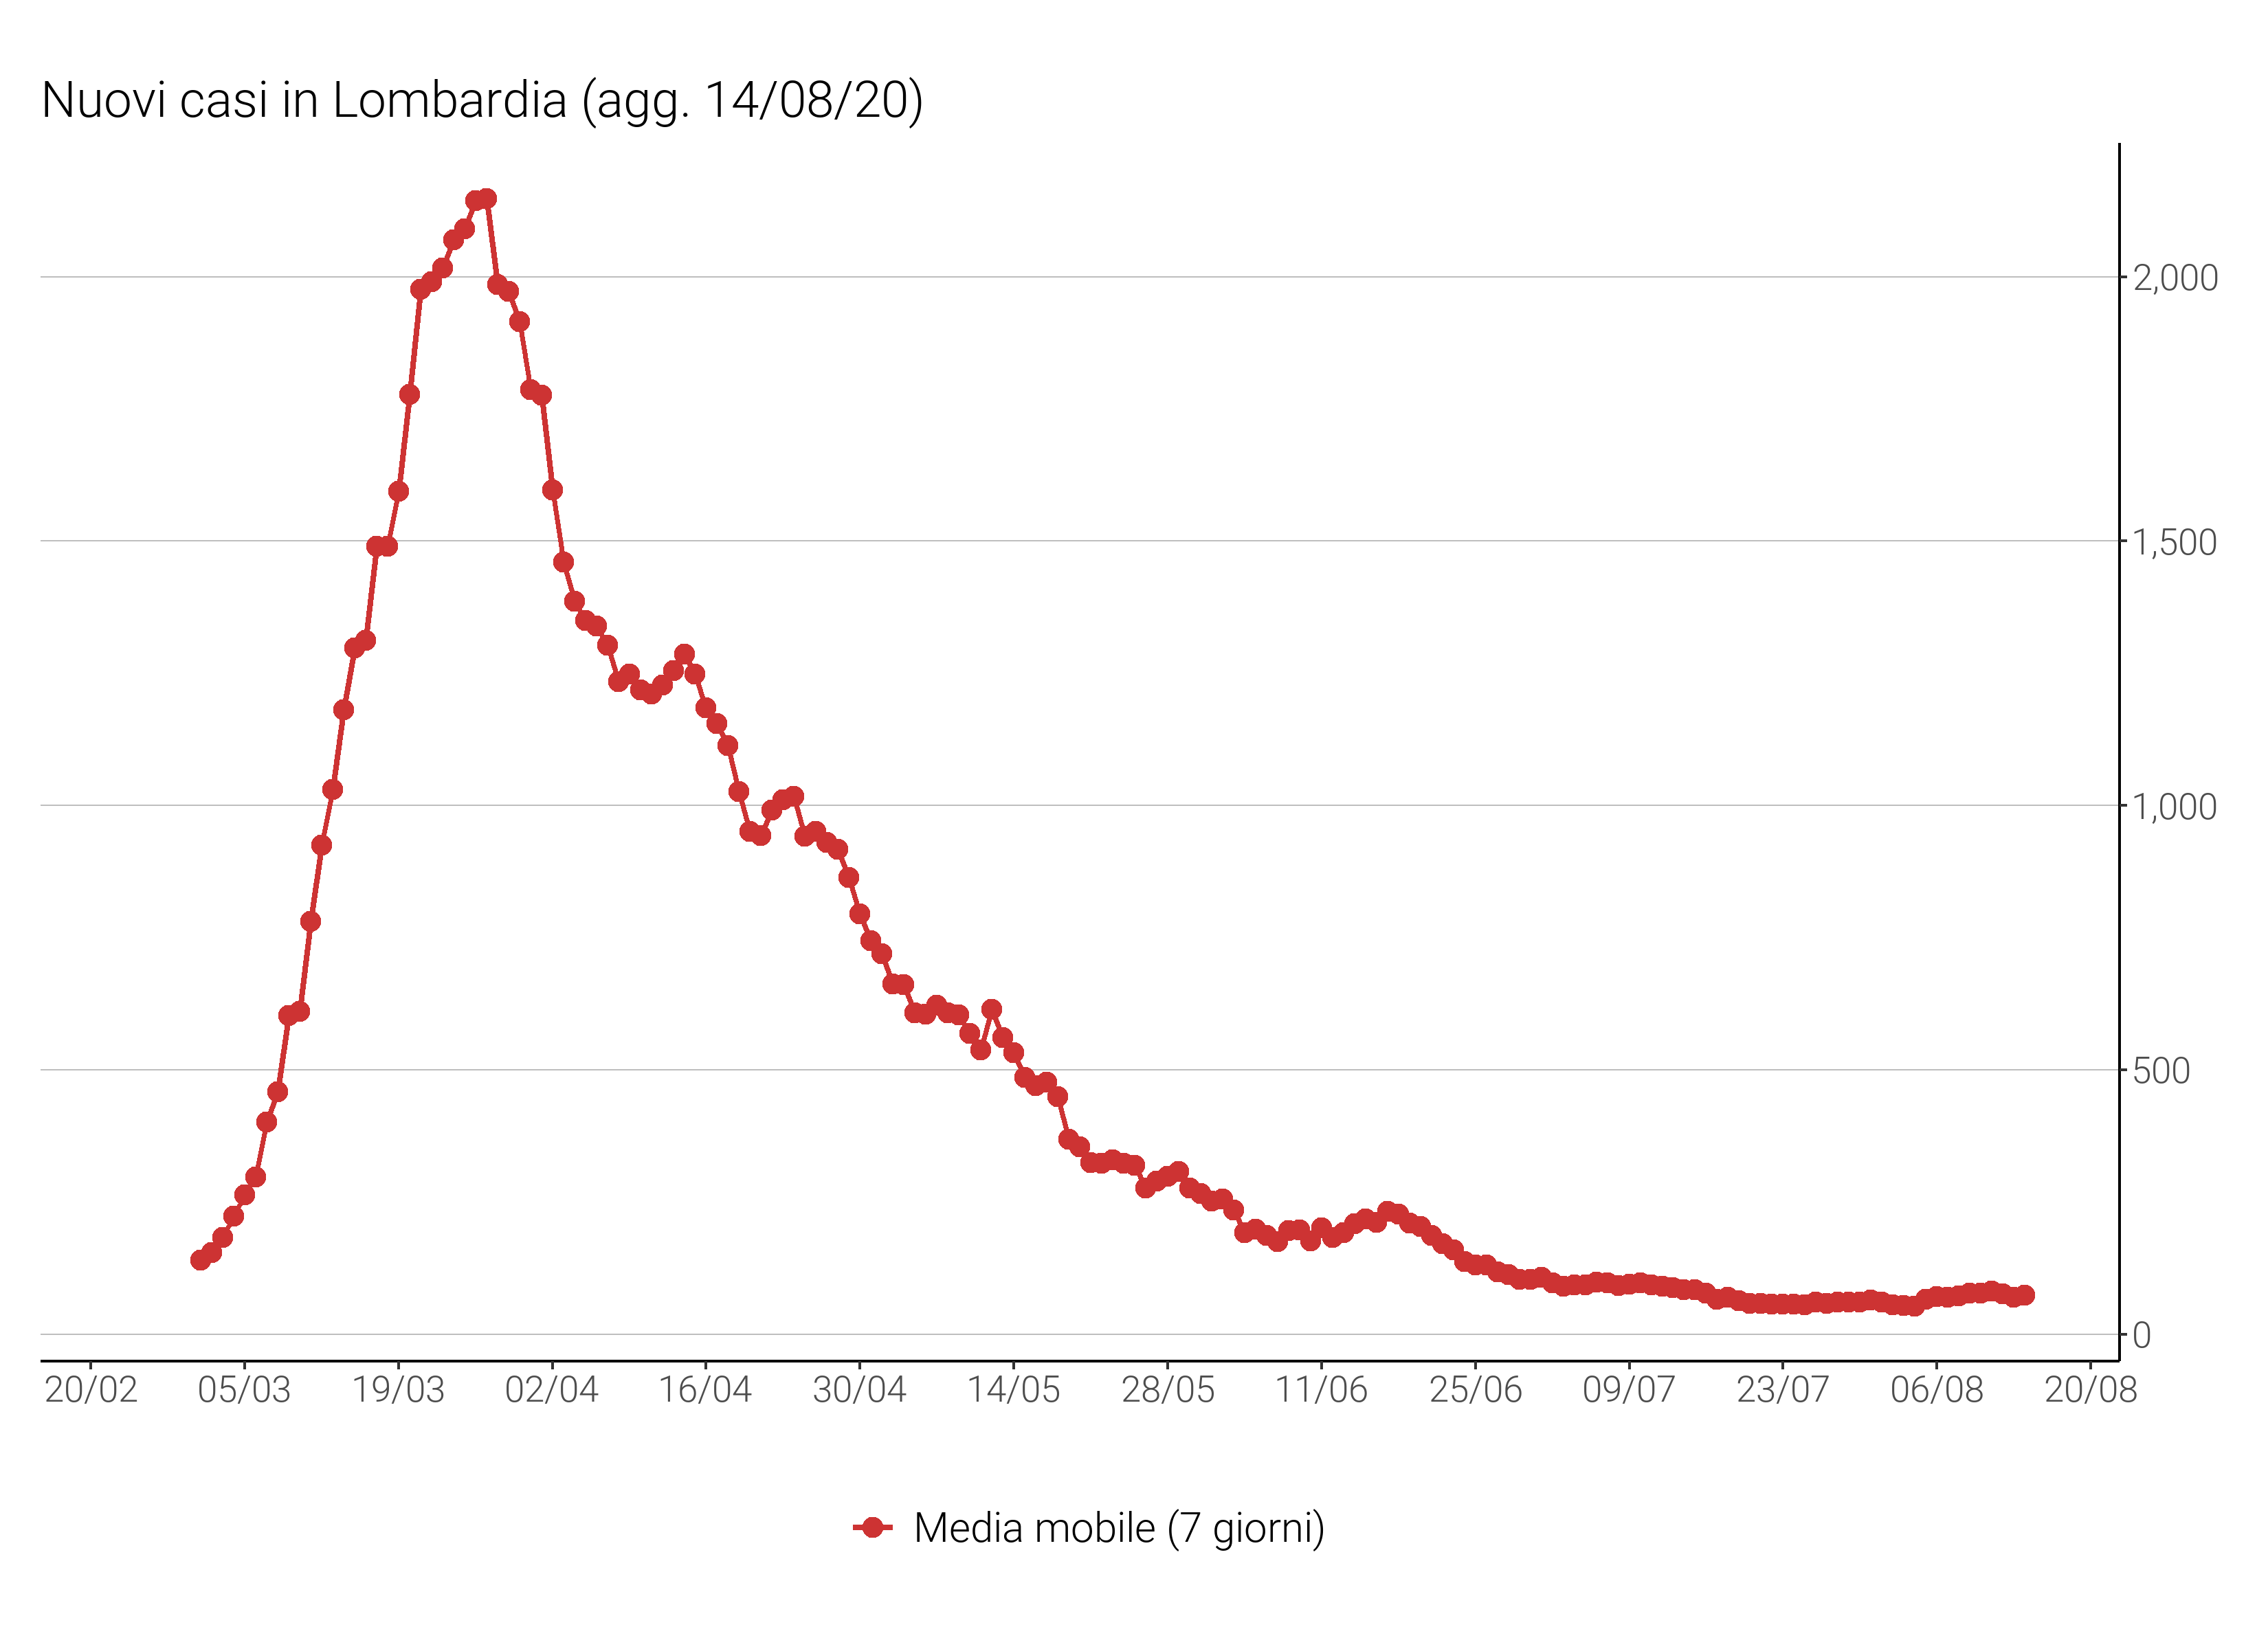 Nuovi casi in Lombardia (agg. 14/08/20)
2,000
1,500
1,000
500
0
20/02 05/03 19/03 02/04 16/04 30/04 14/05 28/05 11/06 25/06 09/07 23/07 06/08 20/08
Media mobile (7 giorni)